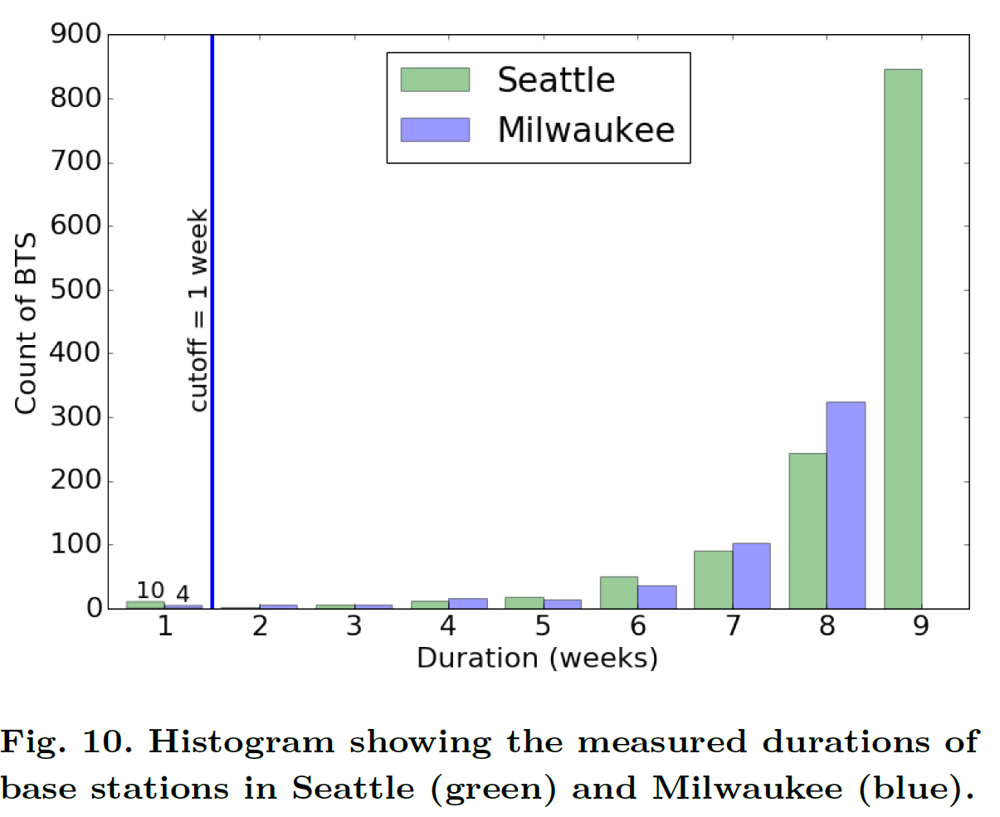 900
800
700
600
500
400
300
200
100
0
Count of BTS
cutoff = 1 week
Seattle
Milwaukee
10 4
1 2 3 4 5 6 7 8 9
Duration (weeks)
Fig. 10. Histogram showing the measured durations of
base stations in Seattle (green) and Milwaukee (blue).